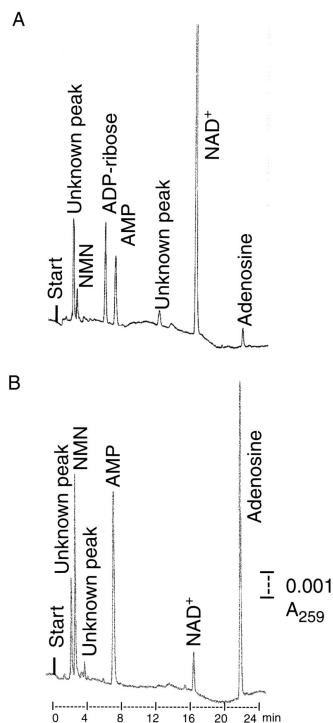 A
Start
Unknown peak
NMN
ADP-ribose
AMP
Unknown peak
NAD+
Adenosine
B
Start
Unknown peak
NMN
Unknown peak
AMP
NAD+
Adenosine
0.001
A259
0 4 8 12 16 20 24 min